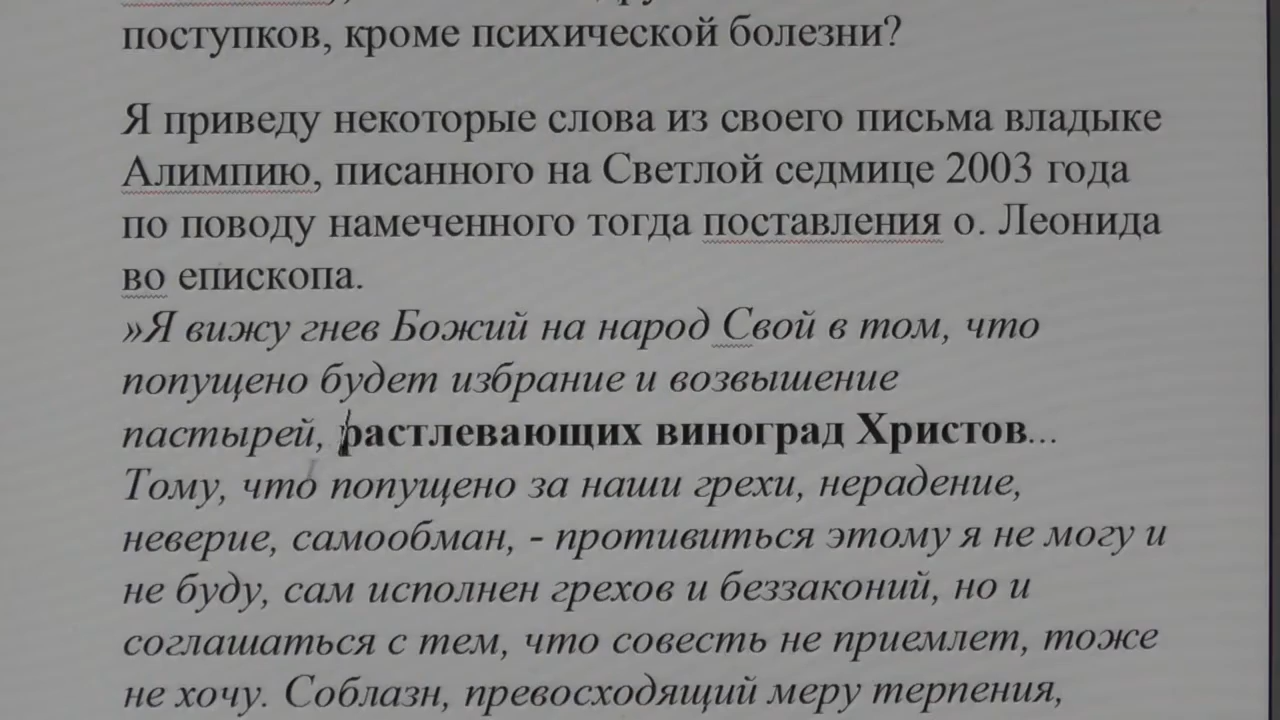 поступков, кроме психической болезни?
Я приведу некоторые слова из своего письма владыке
Алимпию, писанного на Светлой седмице 2003 года
по поводу намеченного тогда поставления о. Леонида
во епископа.
»Я вижу гнев Божий на народ Свой в том, что
попущено будет избрание и возвышение
пастырей, растлевающих виноград Христов...
Тому, что попущено за наши грехи, нерадение,
неверие, самообман, - противиться этому я не могу и
не буду, сам исполнен грехов и беззаконий, но и
соглашаться с тем, что совесть не приемлет, тоже
не хочу. Соблазн, превосходящий меру терпения,